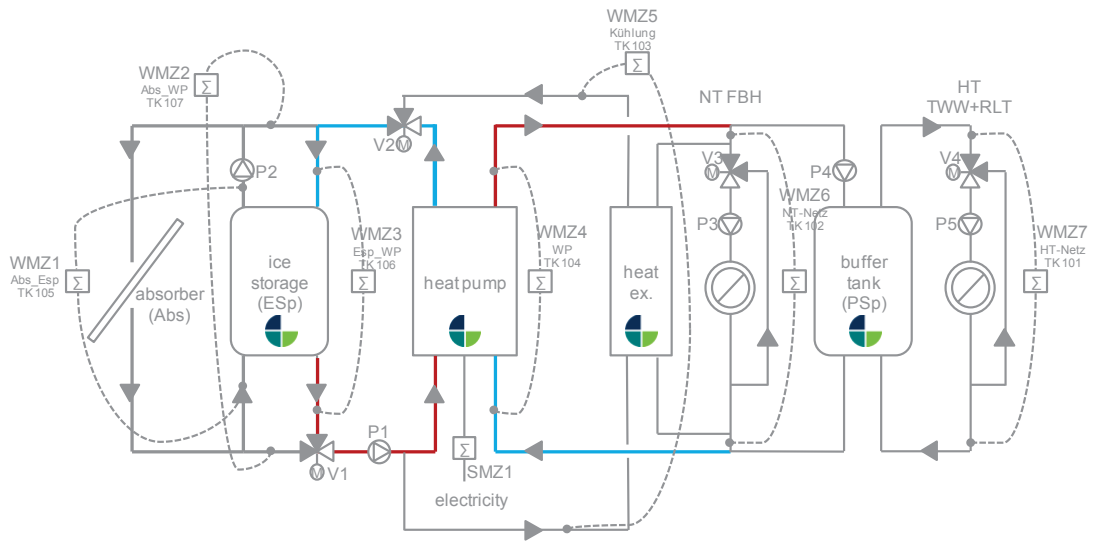 WMZ5
Kühlung
TK103
Σ
WMZ2
Abs_WP
TK107
Σ
NT FBH
HT
TWW+RLT
V2
M
P2
V3
M
P4
V4
M
WMZ6
NT-Netz
TK102
Σ
P3
P5
WMZ1
Abs_Esp
TK105
Σ
absorber
(Abs)
ice
storage
(ESp)
WMZ3
Esp_WP
TK106
Σ
heat pump
WMZ4
WP
TK104
Σ
heat
ex.
buffer
tank
(PSp)
WMZ7
HT-Netz
TK101
Σ
P1
M
V1
Σ
SMZ1
electricity